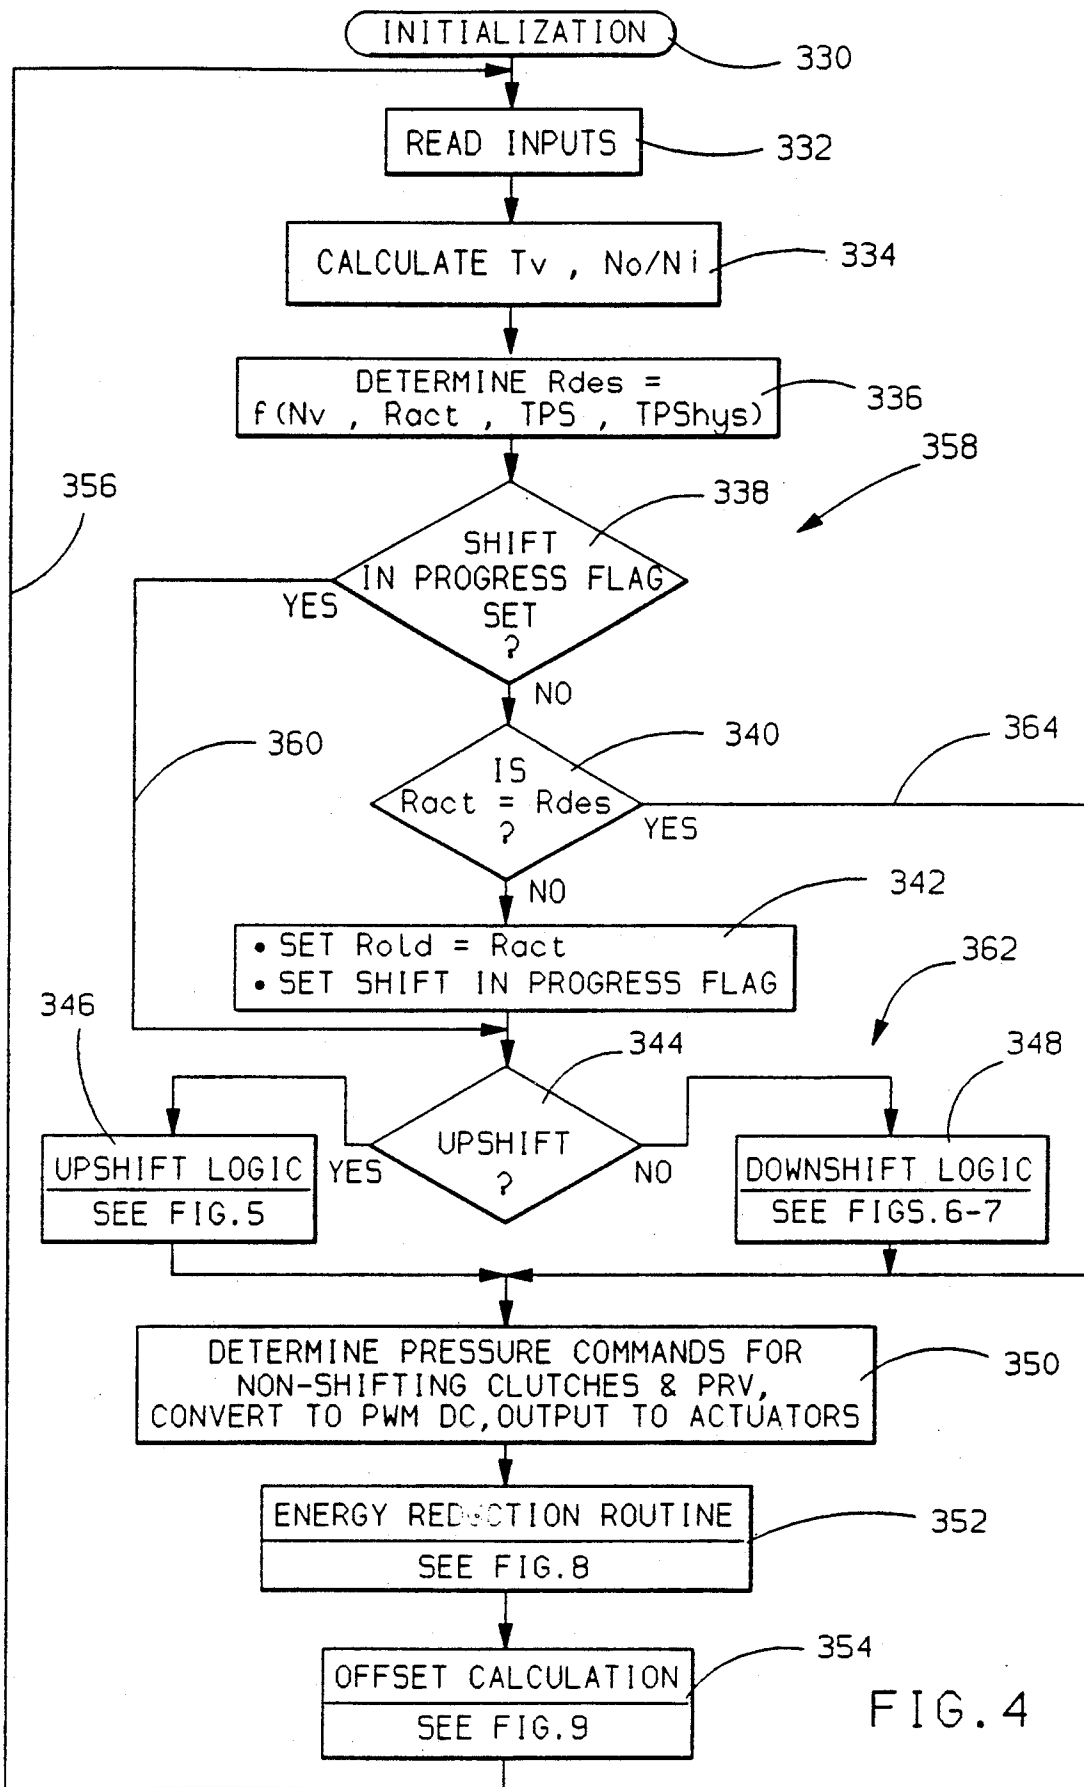 INITIALIZATION
330
READ INPUTS
332
CALCULATE Tv , No/Ni
334
DETERMINE Rdes =
f(Nv , Ract , TPS , TPShys)
336
358
356
338
SHIFT
IN PROGRESS FLAG
SET
?
YES
NO
360
340
364
IS
Ract = Rdes
?
YES
NO
342
• SET Rold = Ract
• SET SHIFT IN PROGRESS FLAG
362
346
344
348
UPSHIFT
?
YES
NO
UPSHIFT LOGIC
SEE FIG.5
DOWNSHIFT LOGIC
SEE FIGS.6-7
DETERMINE PRESSURE COMMANDS FOR
NON-SHIFTING CLUTCHES & PRV,
CONVERT TO PWM DC,OUTPUT TO ACTUATORS
350
ENERGY REDUCTION ROUTINE
SEE FIG.8
352
OFFSET CALCULATION
SEE FIG.9
354
FIG.4